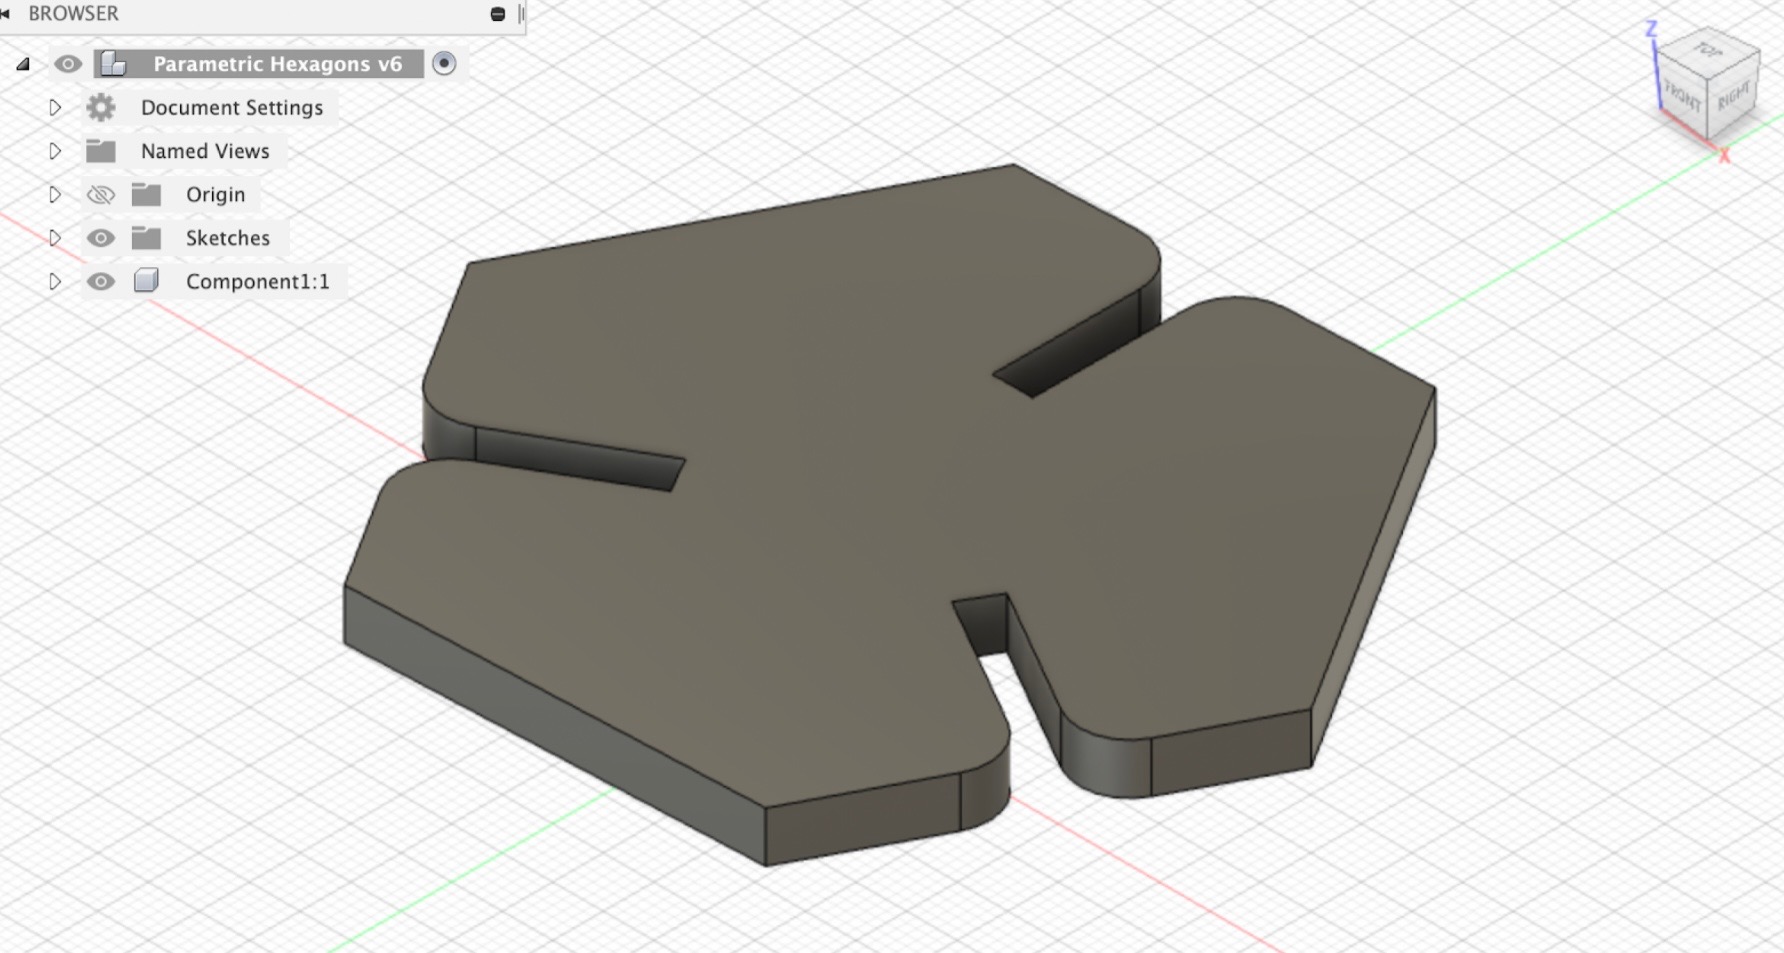 BROWSER
Parametric Hexagons v6
Document Settings
Named Views
Origin
Sketches
Component1:1
Z
TOP
FRONT
RIGHT
X